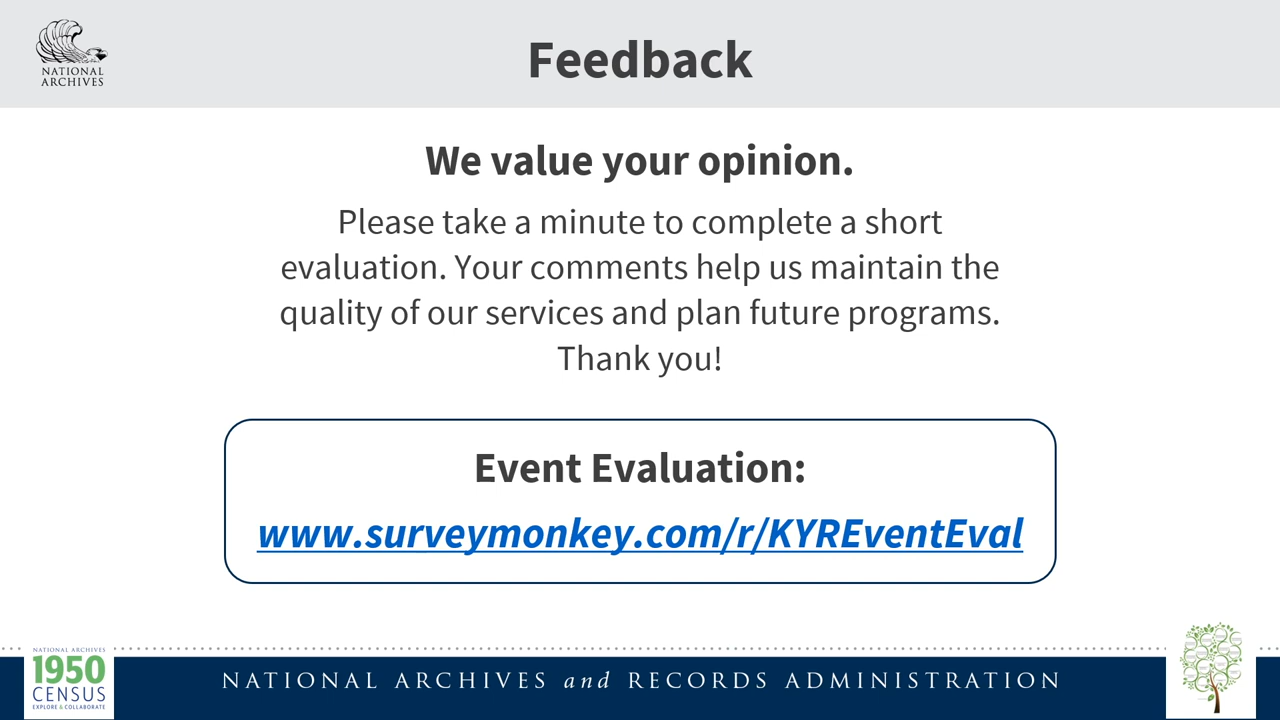 NATIONAL
ARCHIVES
Feedback
We value your opinion.
Please take a minute to complete a short
evaluation. Your comments help us maintain the
quality of our services and plan future programs.
Thank you!
Event Evaluation:
www.surveymonkey.com/r/KYREventEval
NATIONAL ARCHIVES
1950
CENSUS
EXPLORE & COLLABORATE
NATIONAL ARCHIVES and RECORDS ADMINISTRATION